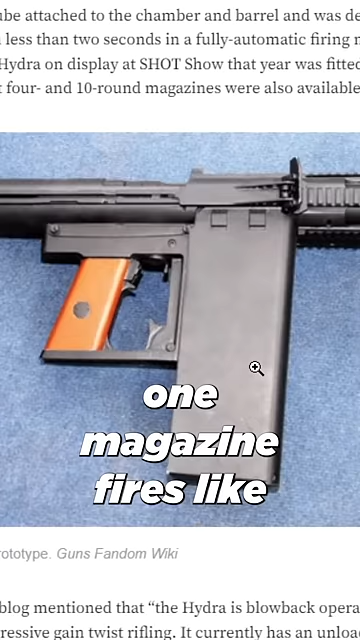 be attached to the chamber and barrel and was de
less than two seconds in a fully-automatic firing
Hydra on display at SHOT Show that year was fitted
four- and 10-round magazines were also available
one
magazine
fires like
rototype. Guns Fandom Wiki
blog mentioned that “the Hydra is blowback opera
ressive gain twist rifling. It currently has an unloa